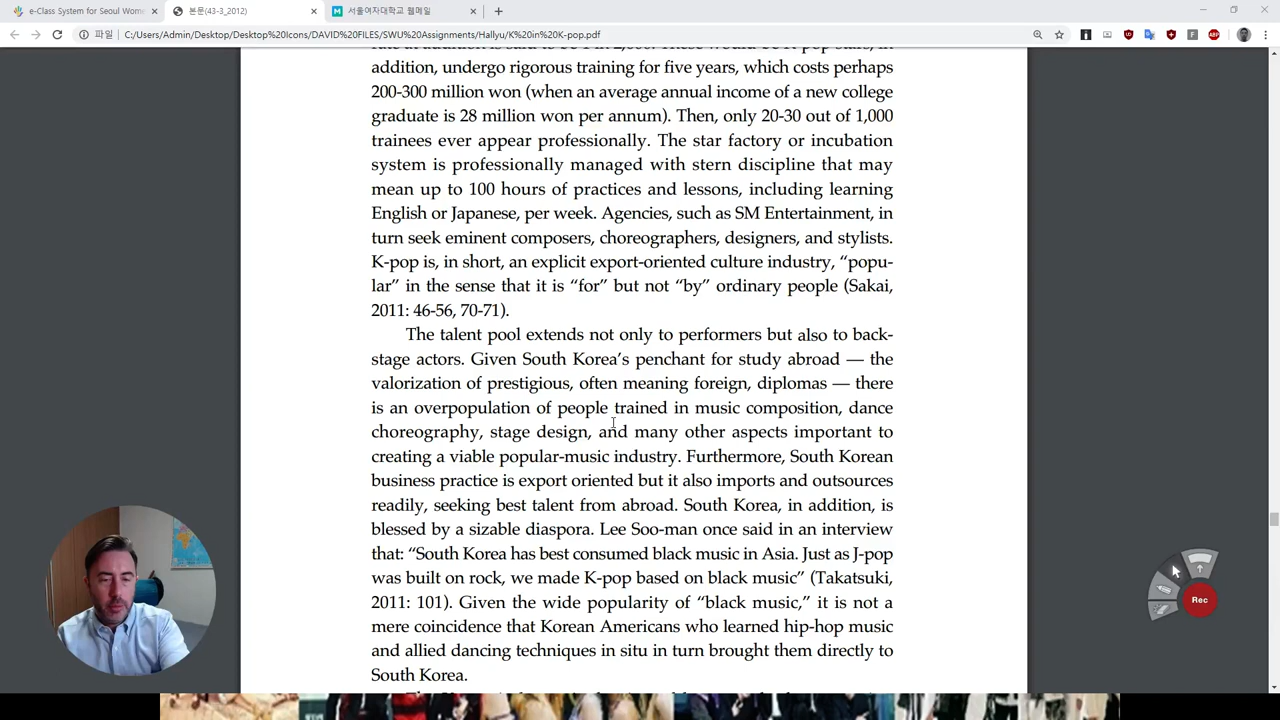 e-Class System for Seoul Wome
본문(43-3_2012)
서울여자대학교 웹메일
파일
C:/Users/Admin/Desktop/Desktop%20Icons/DAVID%20FILES/SWU%20Assignments/Hallyu/K%20in%20K-pop.pdf
addition, undergo rigorous training for five years, which costs perhaps
200-300 million won (when an average annual income of a new college
graduate is 28 million won per annum). Then, only 20-30 out of 1,000
trainees ever appear professionally. The star factory or incubation
system is professionally managed with stern discipline that may
mean up to 100 hours of practices and lessons, including learning
English or Japanese, per week. Agencies, such as SM Entertainment, in
turn seek eminent composers, choreographers, designers, and stylists.
K-pop is, in short, an explicit export-oriented culture industry, “popu-
lar” in the sense that it is “for” but not “by” ordinary people (Sakai,
2011: 46-56, 70-71).
The talent pool extends not only to performers but also to back-
stage actors. Given South Korea’s penchant for study abroad — the
valorization of prestigious, often meaning foreign, diplomas — there
is an overpopulation of people trained in music composition, dance
choreography, stage design, and many other aspects important to
creating a viable popular-music industry. Furthermore, South Korean
business practice is export oriented but it also imports and outsources
readily, seeking best talent from abroad. South Korea, in addition, is
blessed by a sizable diaspora. Lee Soo-man once said in an interview
that: “South Korea has best consumed black music in Asia. Just as J-pop
was built on rock, we made K-pop based on black music” (Takatsuki,
2011: 101). Given the wide popularity of “black music,” it is not a
mere coincidence that Korean Americans who learned hip-hop music
and allied dancing techniques in situ in turn brought them directly to
South Korea.
Rec